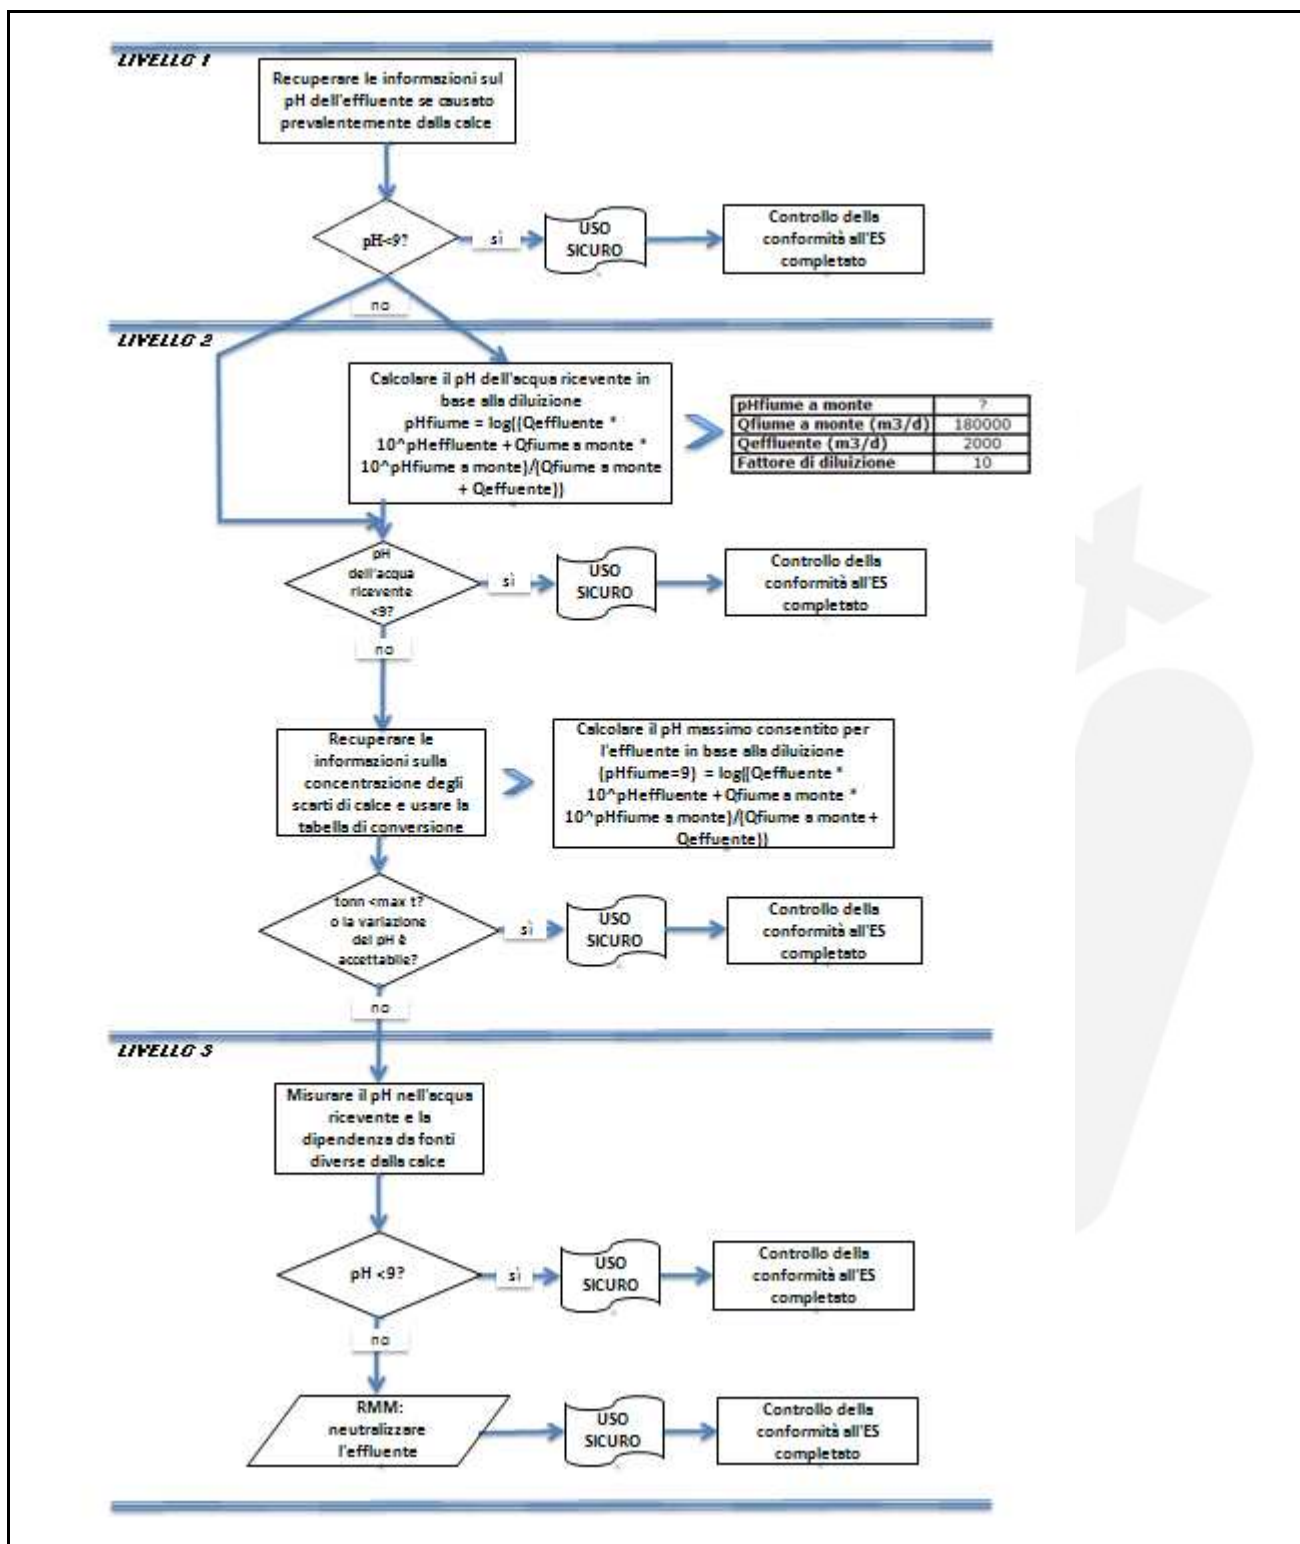 LIVELLO 1
Recuperare le informazioni sul
pH dell'effluente se causato
prevalentemente dalla calce
pH<9?
sì
USO
SICURO
Controllo della
conformità all'ES
completato
no
LIVELLO 2
Calcolare il pH dell'acqua ricevente in
base alla diluizione
pHfiume = log((Qeffluente *
10^pHeffluente + Qfiume a monte *
10^pHfiume a monte)/(Qfiume a monte
+ Qeffuente))
pHfiume a monte ?
Qfiume a monte (m3/d) 180000
Qeffluente (m3/d) 2000
Fattore di diluizione 10
pH
dell'acqua
ricevente
<9?
sì
USO
SICURO
Controllo della
conformità all'ES
completato
no
Recuperare le
informazioni sulla
concentrazione degli
scarti di calce e usare la
tabella di conversione
Calcolare il pH massimo consentito per
l'effluente in base alla diluizione
(pHfiume=9) = log((Qeffluente *
10^pHeffluente + Qfiume a monte *
10^pHfiume a monte)/(Qfiume a monte +
Qeffuente))
tonn <max t?
o la variazione
del pH è
accettabile?
sì
USO
SICURO
Controllo della
conformità all'ES
completato
no
LIVELLO 3
Misurare il pH nell'acqua
ricevente e la
dipendenza da fonti
diverse dalla calce
pH <9?
sì
USO
SICURO
Controllo della
conformità all'ES
completato
no
RMM:
neutralizzare
l'effluente
USO
SICURO
Controllo della
conformità all'ES
completato